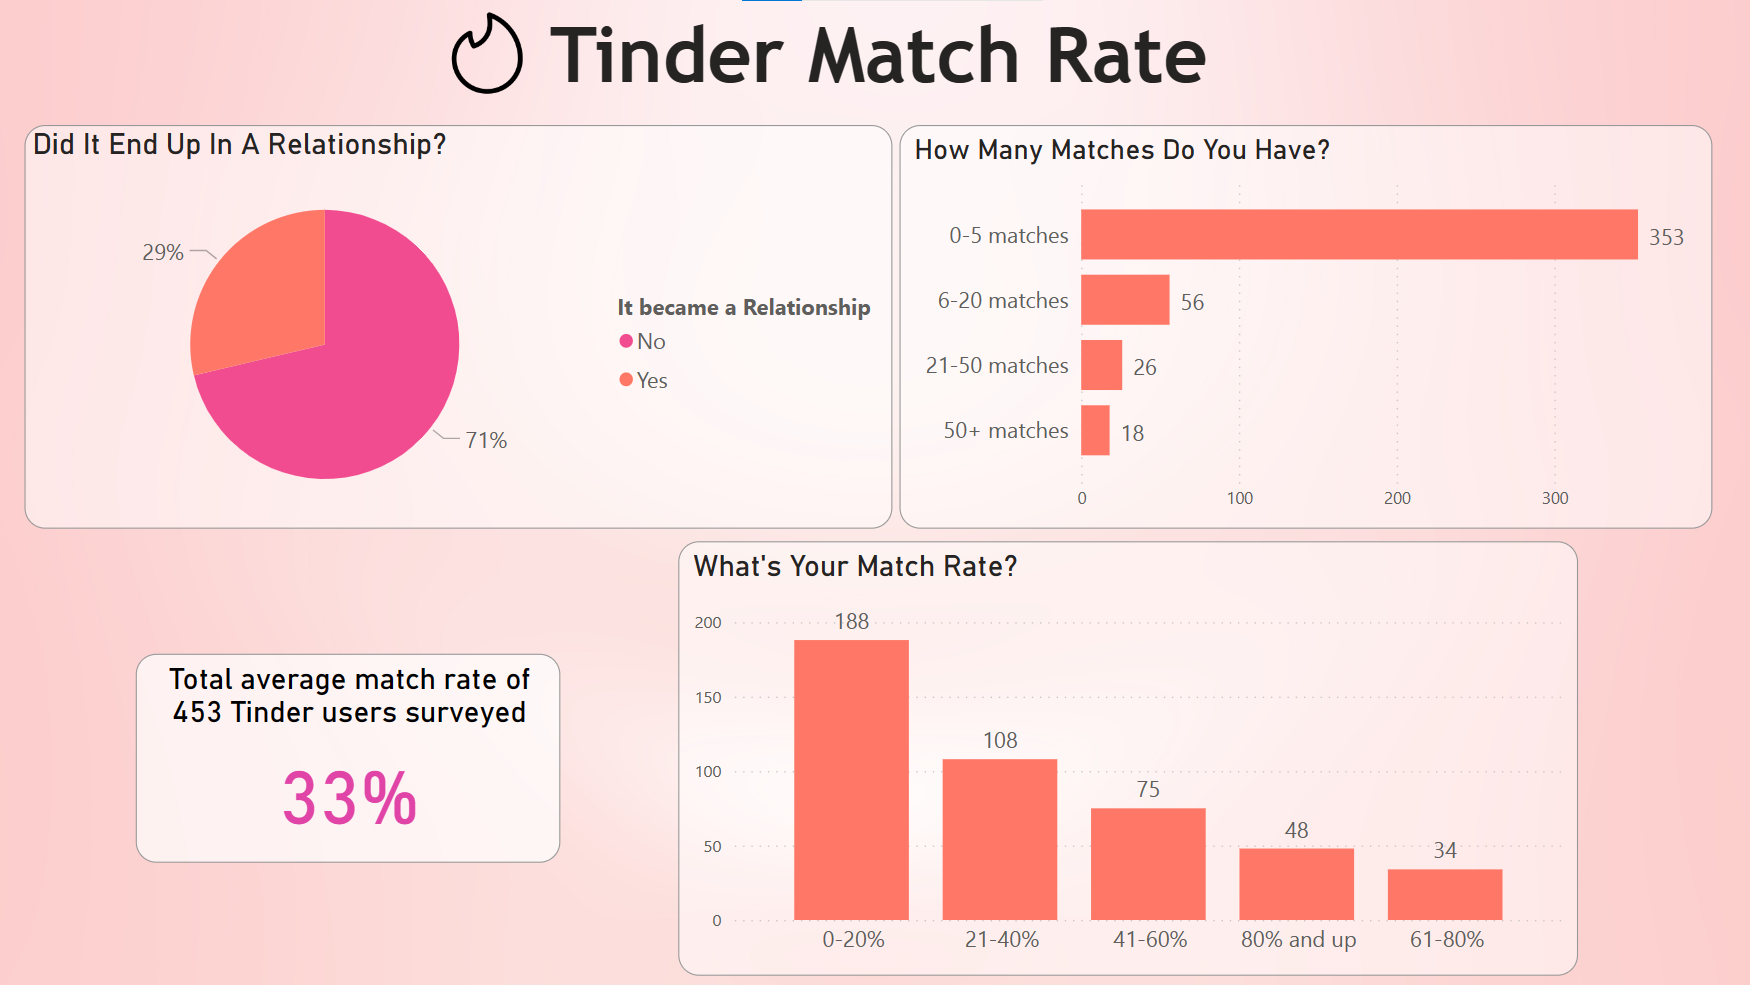 Tinder Match Rate
Did It End Up In A Relationship?
29%
71%
It became a Relationship
No
Yes
How Many Matches Do You Have?
0-5 matches
353
6-20 matches
56
21-50 matches
26
50+ matches
18
0 100 200 300
Total average match rate of
453 Tinder users surveyed
33%
What's Your Match Rate?
200
150
100
50
0
188
108
75
48
34
0-20% 21-40% 41-60% 80% and up 61-80%